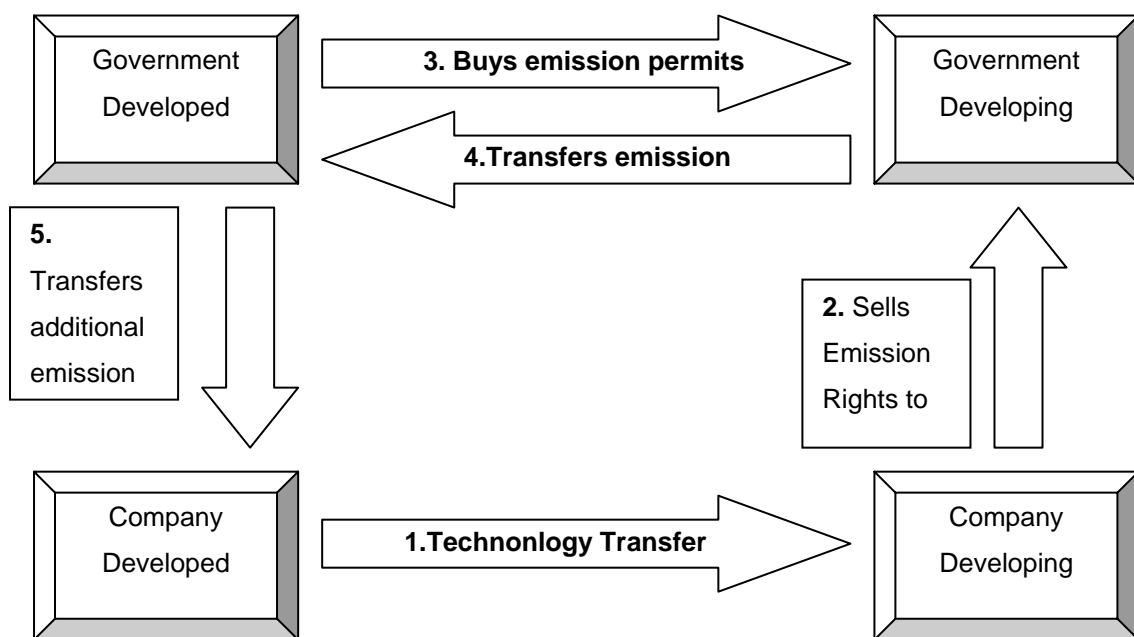 Government
Developed
3. Buys emission permits
Government
Developing
4.Transfers emission
5.
Transfers
additional
emission
2. Sells
Emission
Rights to
Company
Developed
1.Technonlogy Transfer
Company
Developing